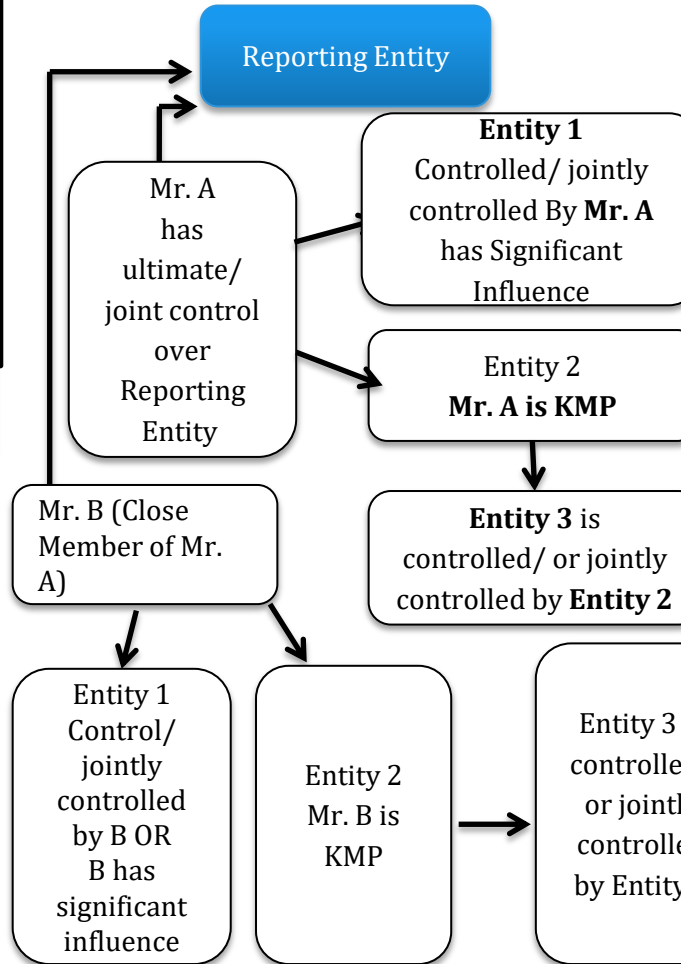 Reporting Entity
Entity 1
Controlled/ jointly
controlled By Mr. A
has Significant
Influence
Mr. A
has
ultimate/
joint control
over
Reporting
Entity
Entity 2
Mr. A is KMP
Entity 3 is
controlled/ or jointly
controlled by Entity 2
Mr. B (Close
Member of Mr.
A)
Entity 1
Control/
jointly
controlled
by B OR
B has
significant
influence
Entity 2
Mr. B is
KMP
Entity 3
or
by Entity